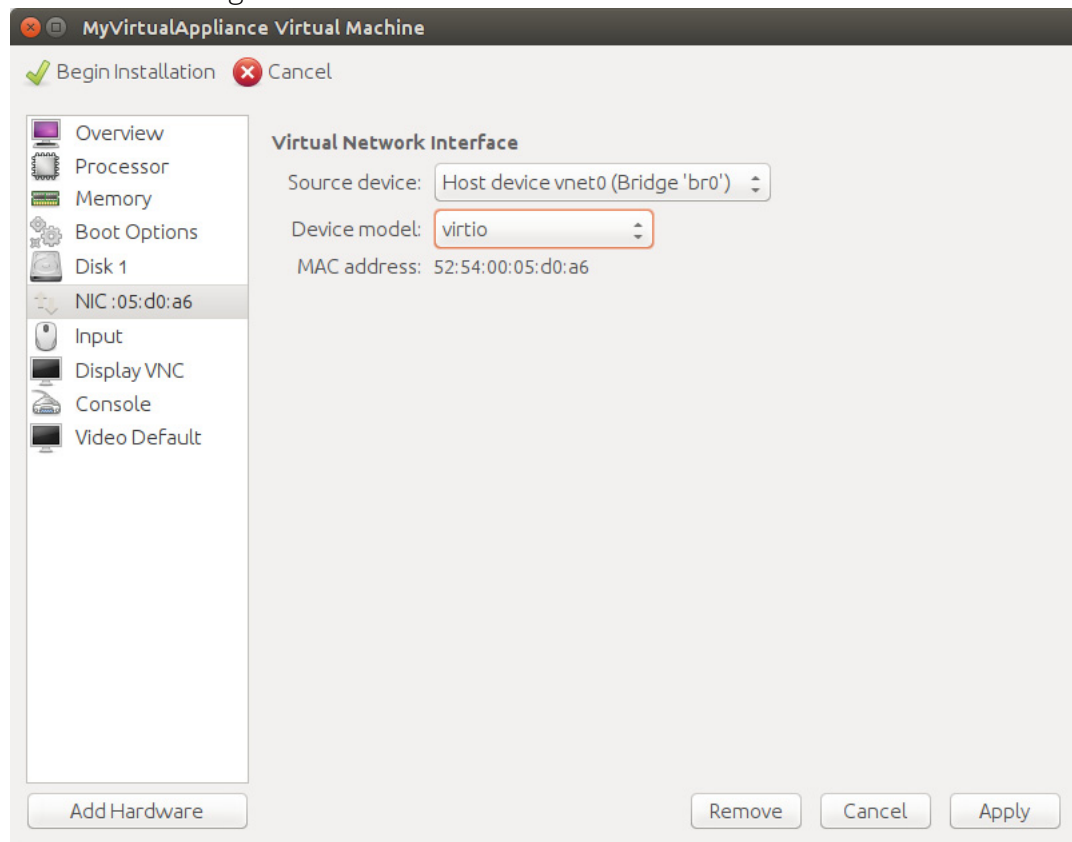 MyVirtualAppliance Virtual Machine
Begin Installation Cancel
Overview
Processor
Memory
Boot Options
Disk 1
NIC :05:d0:a6
Input
Display VNC
Console
Video Default
Virtual Network Interface
Source device: Host device vnet0 (Bridge 'br0')
Device model: virtio
MAC address: 52:54:00:05:d0:a6
Add Hardware
Remove Cancel Apply